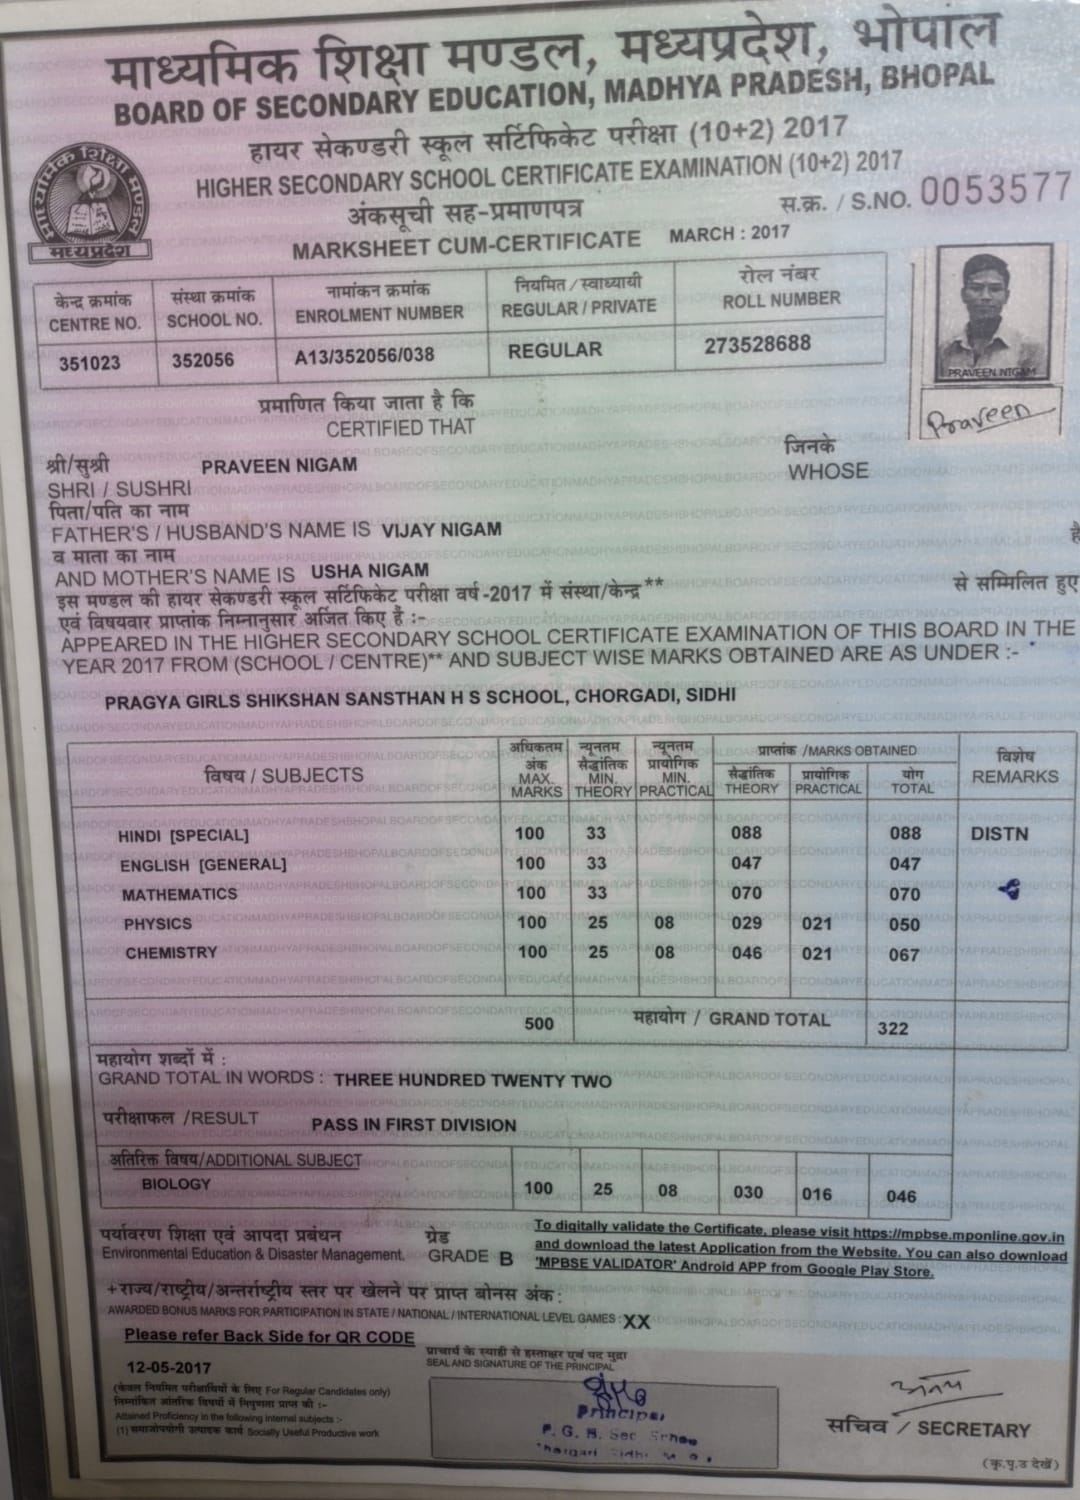 माध्यमिक शिक्षा मण्डल, मध्यप्रदेश, भोपाल
BOARD OF SECONDARY EDUCATION, MADHYA PRADESH, BHOPAL
हायर सेकण्डरी स्कूल सर्टिफिकेट परीक्षा (10+2) 2017
HIGHER SECONDARY SCHOOL CERTIFICATE EXAMINATION (10+2) 2017
माध्यमिक शिक्षा मण्डल
मध्यप्रदेश
स.क्र. / S.NO. 0053577
अंकसूची सह-प्रमाणपत्र
MARKSHEET CUM-CERTIFICATE MARCH : 2017
केन्द्र क्रमांक संस्था क्रमांक नामांकन क्रमांक नियमित / स्वाध्यायी रोल नंबर
CENTRE NO. SCHOOL NO. ENROLMENT NUMBER REGULAR / PRIVATE ROLL NUMBER
351023 352056 A13/352056/038 REGULAR 273528688
PRAVEEN NIGAM
Praveen
प्रमाणित किया जाता है कि
CERTIFIED THAT
श्री/सुश्री PRAVEEN NIGAM जिनके
SHRI / SUSHRI WHOSE
पिता/पति का नाम
FATHER'S / HUSBAND'S NAME IS VIJAY NIGAM है
व माता का नाम
AND MOTHER'S NAME IS USHA NIGAM
इस मण्डल की हायर सेकण्डरी स्कूल सर्टिफिकेट परीक्षा वर्ष -2017 में संस्था/केन्द्र ** से सम्मिलित हुए
एवं विषयवार प्राप्तांक निम्नानुसार अर्जित किए हैं :-
APPEARED IN THE HIGHER SECONDARY SCHOOL CERTIFICATE EXAMINATION OF THIS BOARD IN THE
YEAR 2017 FROM (SCHOOL / CENTRE)** AND SUBJECT WISE MARKS OBTAINED ARE AS UNDER :-
PRAGYA GIRLS SHIKSHAN SANSTHAN H S SCHOOL, CHORGADI, SIDHI
विषय / SUBJECTS
अधिकतम अंक MAX. MARKS
न्यूनतम सैद्धांतिक MIN. THEORY
न्यूनतम प्रायोगिक MIN. PRACTICAL
प्राप्तांक /MARKS OBTAINED
सैद्धांतिक THEORY
प्रायोगिक PRACTICAL
योग TOTAL
विशेष REMARKS
HINDI [SPECIAL] 100 33 088 088 DISTN
ENGLISH [GENERAL] 100 33 047 047
MATHEMATICS 100 33 070 070
PHYSICS 100 25 08 029 021 050
CHEMISTRY 100 25 08 046 021 067
500 महायोग / GRAND TOTAL 322
महायोग शब्दों में :
GRAND TOTAL IN WORDS : THREE HUNDRED TWENTY TWO
परीक्षाफल /RESULT PASS IN FIRST DIVISION
अतिरिक्त विषय/ADDITIONAL SUBJECT
BIOLOGY 100 25 08 030 016 046
पर्यावरण शिक्षा एवं आपदा प्रबंधन ग्रेड
Environmental Education & Disaster Management. GRADE B
To digitally validate the Certificate, please visit https://mpbse.mponline.gov.in
and download the latest Application from the Website. You can also download
'MPBSE VALIDATOR' Android APP from Google Play Store.
+राज्य/राष्ट्रीय/अन्तर्राष्ट्रीय स्तर पर खेलने पर प्राप्त बोनस अंक:
AWARDED BONUS MARKS FOR PARTICIPATION IN STATE / NATIONAL / INTERNATIONAL LEVEL GAMES : XX
Please refer Back Side for QR CODE
12-05-2017
प्राचार्य के स्याही से हस्ताक्षर एवं पद मुद्रा
SEAL AND SIGNATURE OF THE PRINCIPAL
(केवल नियमित परीक्षार्थियों के लिए For Regular Candidates only)
निम्नांकित आंतरिक विषयों में निपुणता प्राप्त की :-
Attained Proficiency in the following internal subjects :-
(1) समाजोपयोगी उत्पादक कार्य Socially Useful Productive work
Principal
सचिव / SECRETARY
(कृ.पृ.उ देखें)